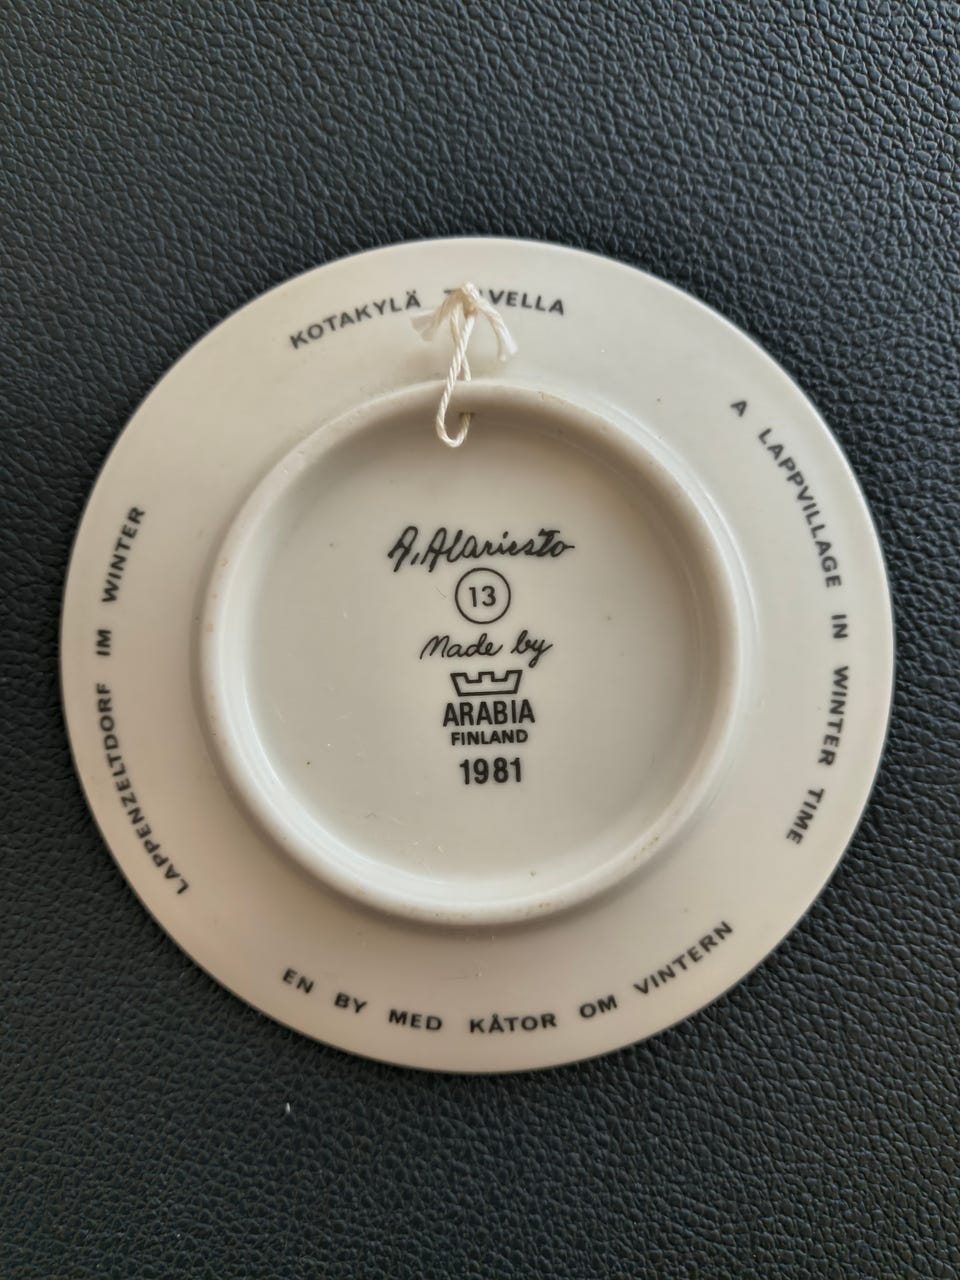 KOTAKYLÄ
A LAPPVILLAGE IN WINTER TIME
EN BY MED KÅTOR OM VINTERN
LAPPENZELTDORF IM WINTER
A. Alariesto
13
Made by
ARABIA
FINLAND
1981